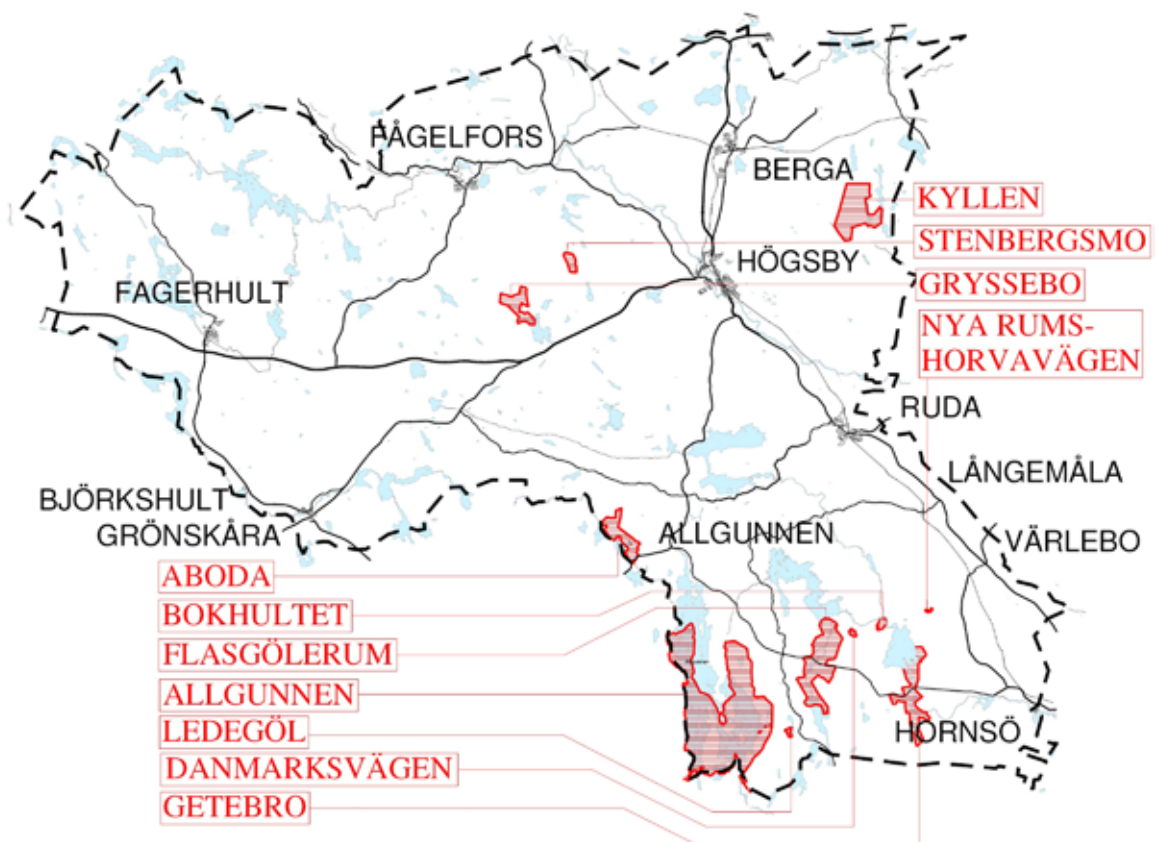 FÅGELFORS
BERGA
KYLLEN
STENBERGSMO
HÖGSBY
GRYSSEBO
FAGERHULT
NYA RUMS-
HORVAVÄGEN
RUDA
LÅNGEMÅLA
BJÖRKSHULT
GRÖNSKÅRA
ALLGUNNEN
VÄRLEBO
ABODA
BOKHULTET
FLASGÖLERUM
ALLGUNNEN
LEDEGÖL
HORNSÖ
DANMARKSVÄGEN
GETEBRO